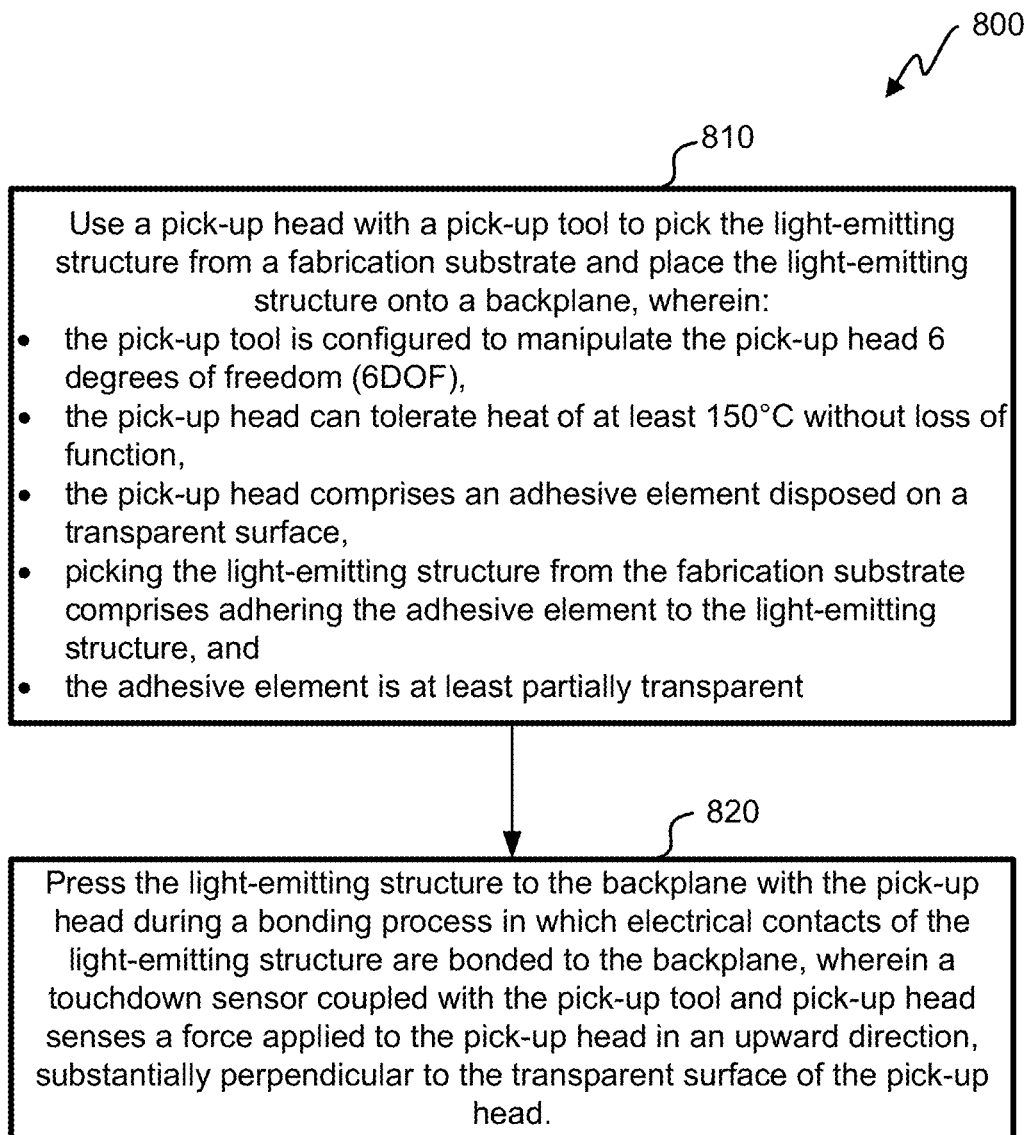 800
810
Use a pick-up head with a pick-up tool to pick the light-emitting
structure from a fabrication substrate and place the light-emitting
structure onto a backplane, wherein:
• the pick-up tool is configured to manipulate the pick-up head 6
degrees of freedom (6DOF),
• the pick-up head can tolerate heat of at least 150°C without loss of
function,
• the pick-up head comprises an adhesive element disposed on a
transparent surface,
• picking the light-emitting structure from the fabrication substrate
comprises adhering the adhesive element to the light-emitting
structure, and
• the adhesive element is at least partially transparent
820
Press the light-emitting structure to the backplane with the pick-up
head during a bonding process in which electrical contacts of the
light-emitting structure are bonded to the backplane, wherein a
touchdown sensor coupled with the pick-up tool and pick-up head
senses a force applied to the pick-up head in an upward direction,
substantially perpendicular to the transparent surface of the pick-up
head.